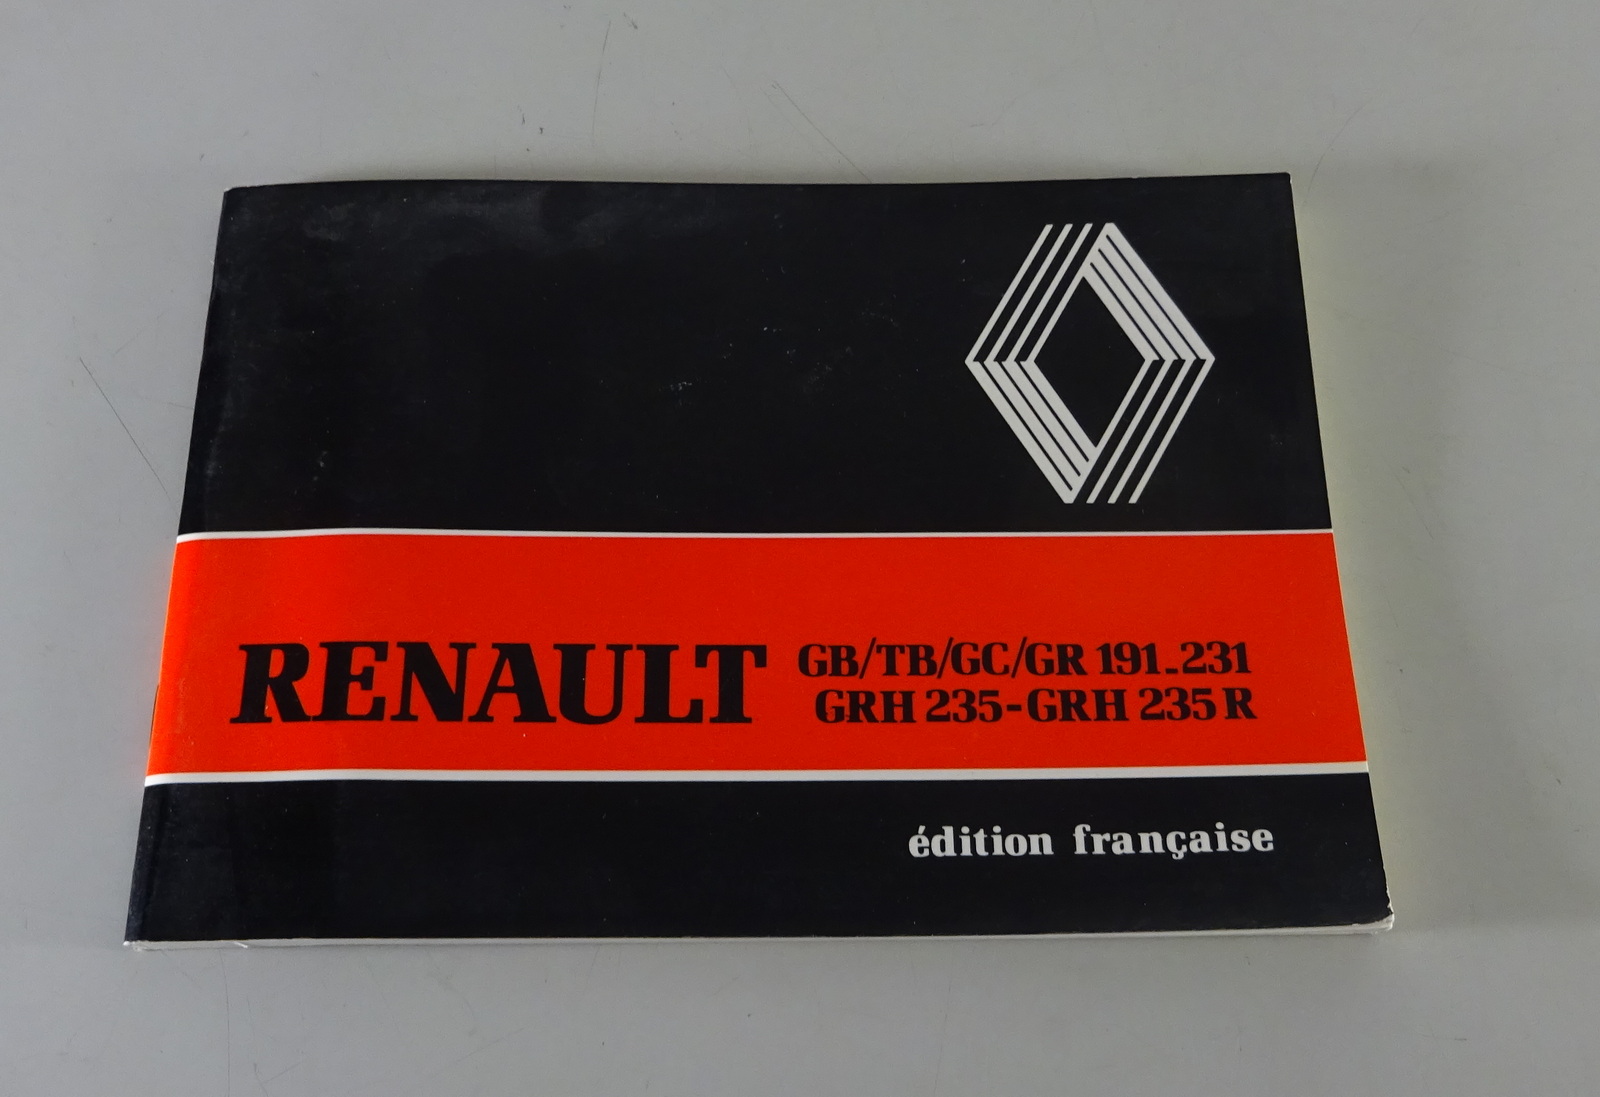 RENAULT GB/TB/GC/GR 191-231
GRH 235-GRH 235 R
édition française